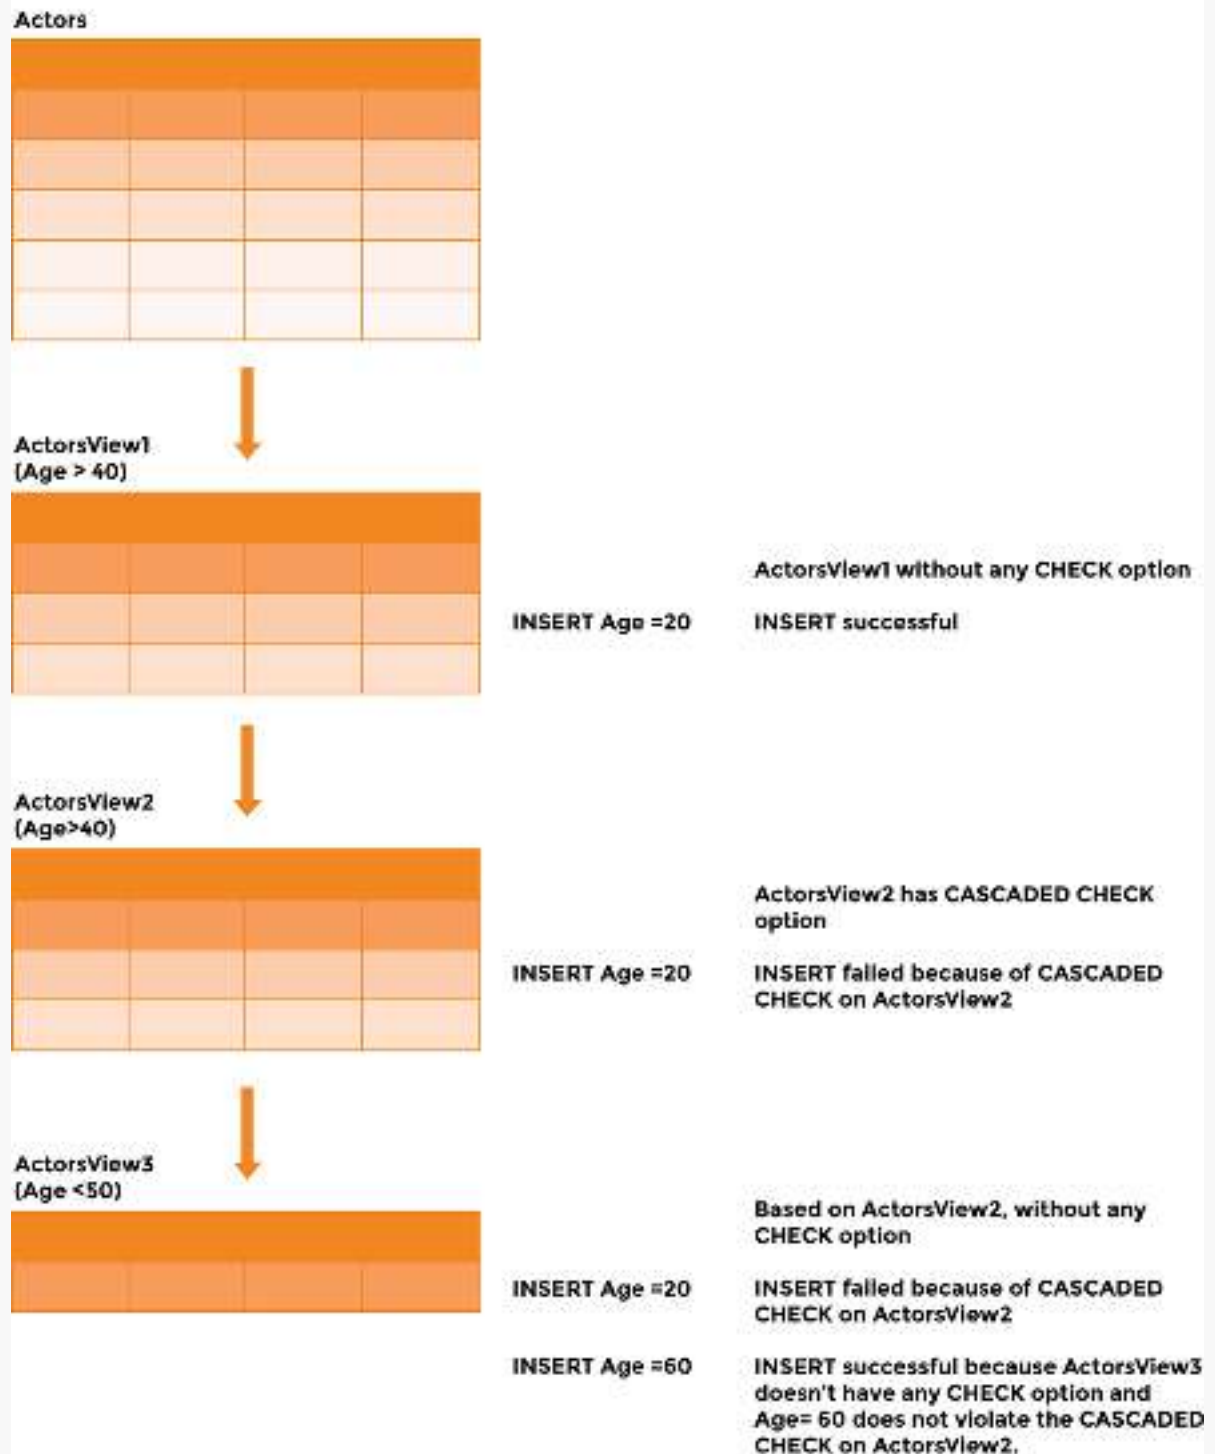 Actors
ActorsView1
(Age > 40)
ActorsView1 without any CHECK option
INSERT Age =20
INSERT successful
ActorsView2
(Age>40)
ActorsView2 has CASCADED CHECK
option
INSERT Age =20
INSERT failed because of CASCADED
CHECK on ActorsView2
ActorsView3
(Age <50)
Based on ActorsView2, without any
CHECK option
INSERT Age =20
INSERT failed because of CASCADED
CHECK on ActorsView2
INSERT Age =60
INSERT successful because ActorsView3
doesn't have any CHECK option and
Age= 60 does not violate the CASCADED
CHECK on ActorsView2.